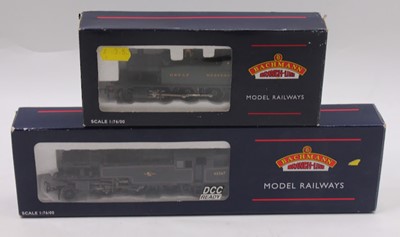 BACHMANN
BRANCH-LINE
MODEL RAILWAYS
SCALE 1:76/00
BACHMANN
BRANCH-LINE
MODEL RAILWAYS
DCC
READY
SCALE 1:76/00